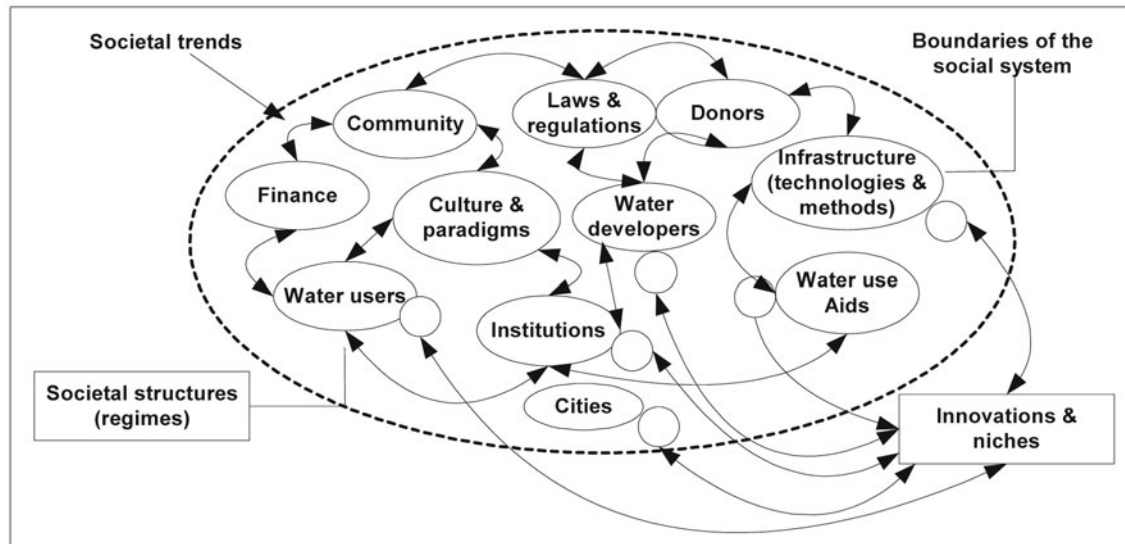 Societal trends
Boundaries of the
social system
Community
Laws &
regulations
Donors
Infrastructure
(technologies &
methods)
Finance
Culture &
paradigms
Water
developers
Water users
Institutions
Water use
Aids
Societal structures
(regimes)
Cities
Innovations &
niches